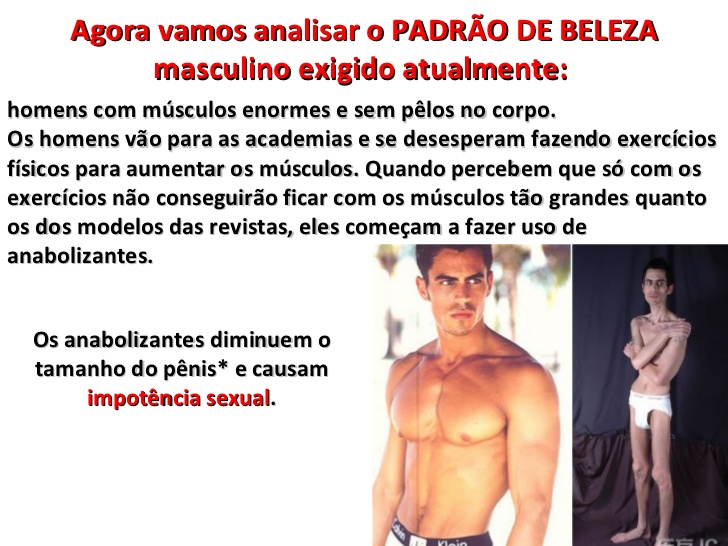 Agora vamos analisar o PADRÃO DE BELEZA
masculino exigido atualmente:
homens com músculos enormes e sem pêlos no corpo.
Os homens vão para as academias e se desesperam fazendo exercícios
físicos para aumentar os músculos. Quando percebem que só com os
exercícios não conseguirão ficar com os músculos tão grandes quanto
os dos modelos das revistas, eles começam a fazer uso de
anabolizantes.
Os anabolizantes diminuem o
tamanho do pênis* e causam
impotência sexual.
Calvin Klein